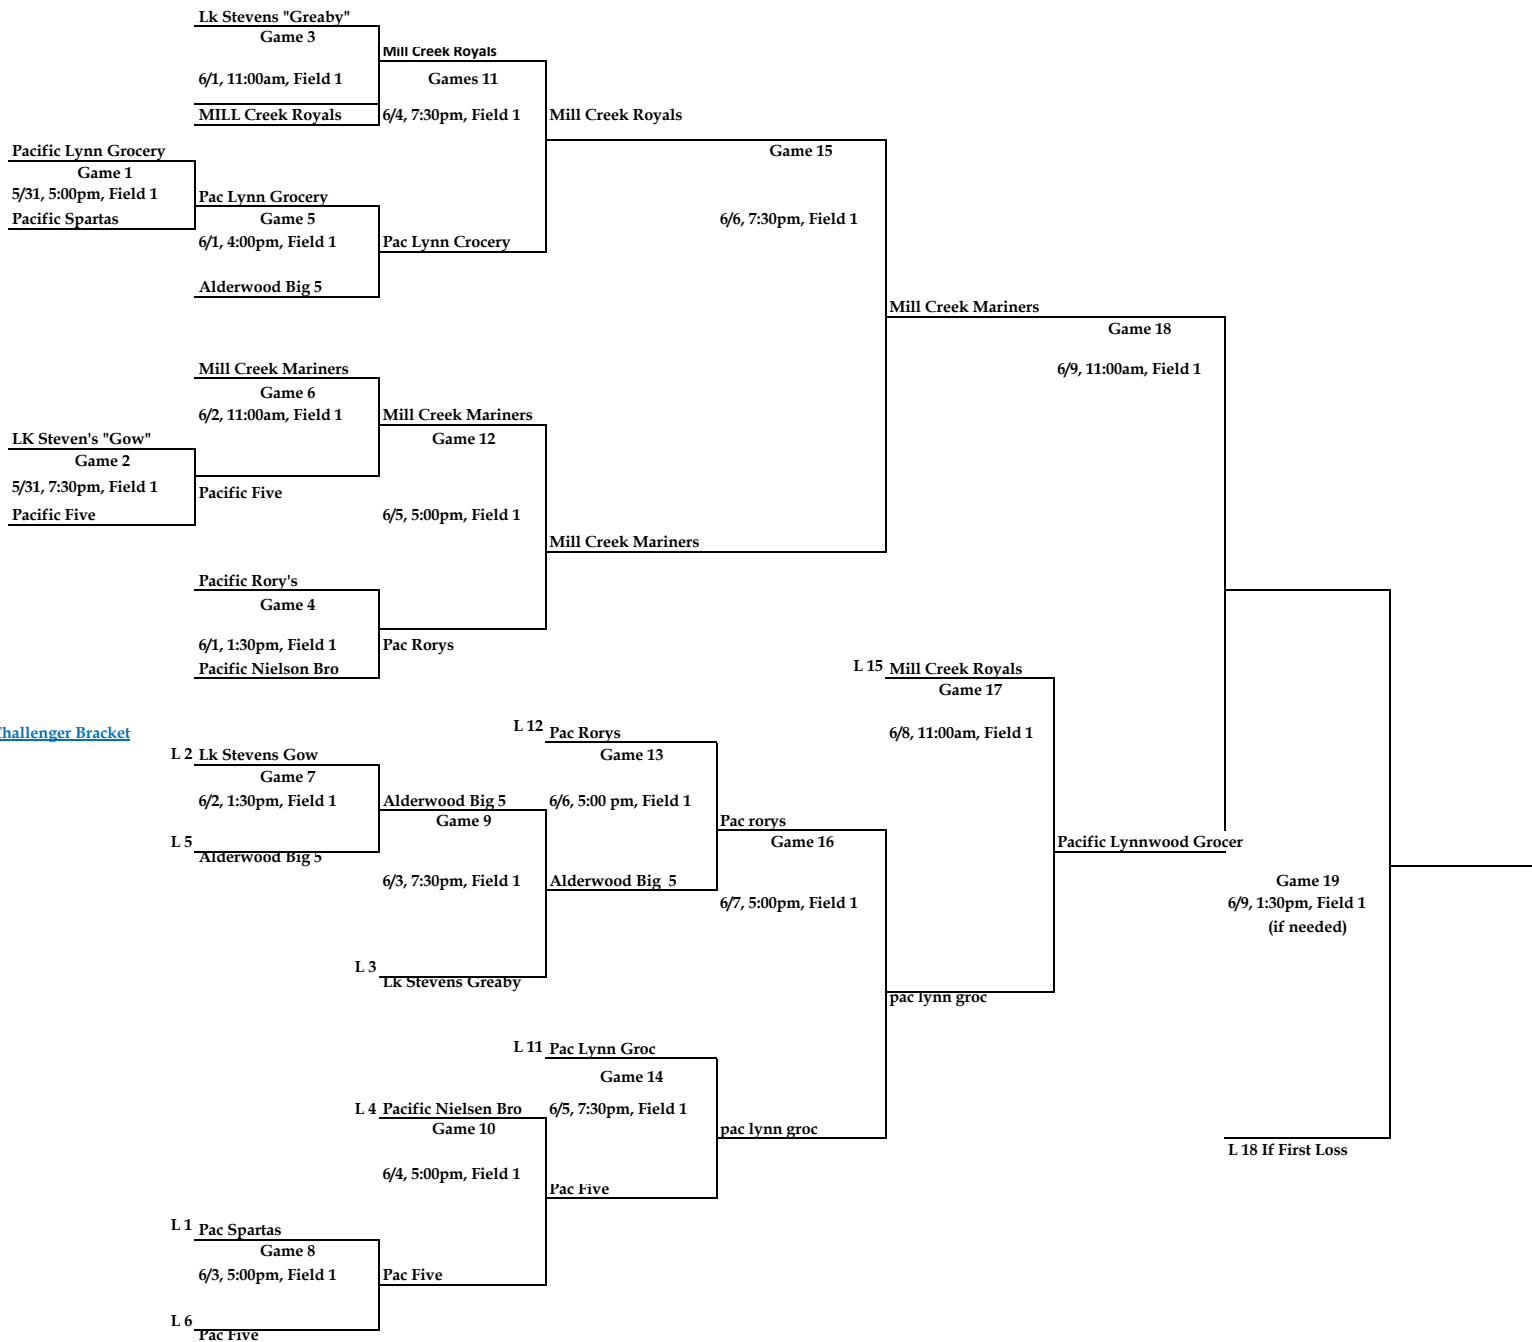 Lk Stevens "Greaby"
Game 3
Mill Creek Royals
6/1, 11:00am, Field 1
Games 11
MILL Creek Royals
6/4, 7:30pm, Field 1
Mill Creek Royals
Pacific Lynn Grocery
Game 15
Game 1
5/31, 5:00pm, Field 1
Pac Lynn Grocery
Pacific Spartas
Game 5
6/6, 7:30pm, Field 1
6/1, 4:00pm, Field 1
Pac Lynn Crocery
Alderwood Big 5
Mill Creek Mariners
Game 18
Mill Creek Mariners
6/9, 11:00am, Field 1
Game 6
6/2, 11:00am, Field 1
Mill Creek Mariners
LK Steven's "Gow"
Game 12
Game 2
5/31, 7:30pm, Field 1
Pacific Five
Pacific Five
6/5, 5:00pm, Field 1
Mill Creek Mariners
Pacific Rory's
Game 4
6/1, 1:30pm, Field 1
Pac Rorys
Pacific Nielson Bro
L 15 Mill Creek Royals
Game 17
Challenger Bracket
L 12 Pac Rorys
6/8, 11:00am, Field 1
L 2 Lk Stevens Gow
Game 13
Game 7
6/2, 1:30pm, Field 1
Alderwood Big 5
6/6, 5:00 pm, Field 1
Game 9
Pac rorys
L 5
Alderwood Big 5
Game 16
Pacific Lynnwood Grocer
6/3, 7:30pm, Field 1
Alderwood Big 5
Game 19
6/7, 5:00pm, Field 1
6/9, 1:30pm, Field 1
(if needed)
L 3
Lk Stevens Greaby
pac lynn groc
L 11 Pac Lynn Groc
Game 14
L 4 Pacific Nielsen Bro
6/5, 7:30pm, Field 1
Game 10
pac lynn groc
L 18 If First Loss
6/4, 5:00pm, Field 1
Pac Five
L 1 Pac Spartas
Game 8
6/3, 5:00pm, Field 1
Pac Five
L 6
Pac Five